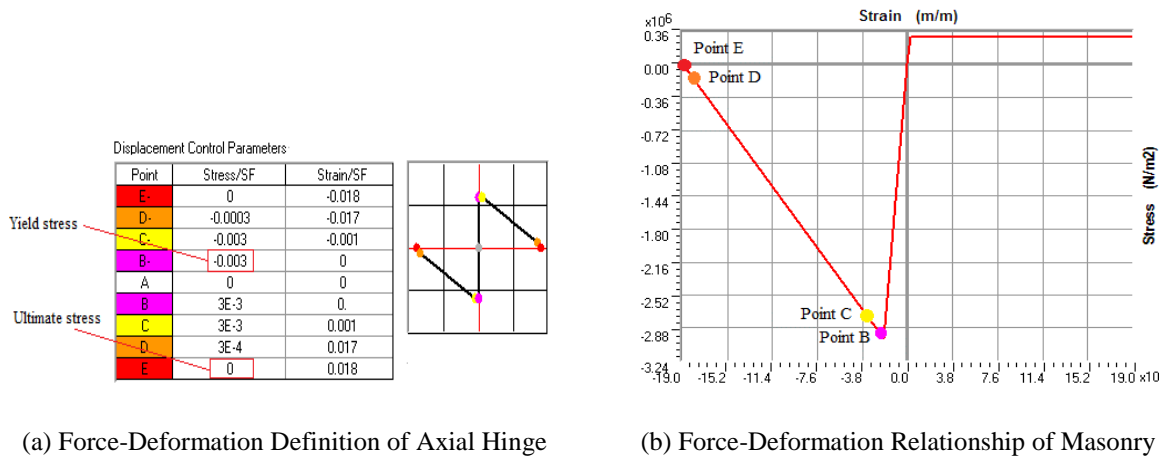 Displacement Control Parameters
Point Stress/SF Strain/SF
E- 0 -0.018
D- -0.0003 -0.017
C- -0.003 -0.001
B- -0.003 0
A 0 0
B 3E-3 0.
C 3E-3 0.001
D 3E-4 0.017
E 0 0.018
Yield stress
Ultimate stress
Strain (m/m)
x10⁶
0.36
0.00
-0.36
-0.72
-1.08
-1.44
-1.80
-2.16
-2.52
-2.88
-3.24
-19.0 -15.2 -11.4 -7.6 -3.8 0.0 3.8 7.6 11.4 15.2 19.0 x10
Point E
Point D
Point C
Point B
Stress (N/m2)
(a) Force-Deformation Definition of Axial Hinge
(b) Force-Deformation Relationship of Masonry